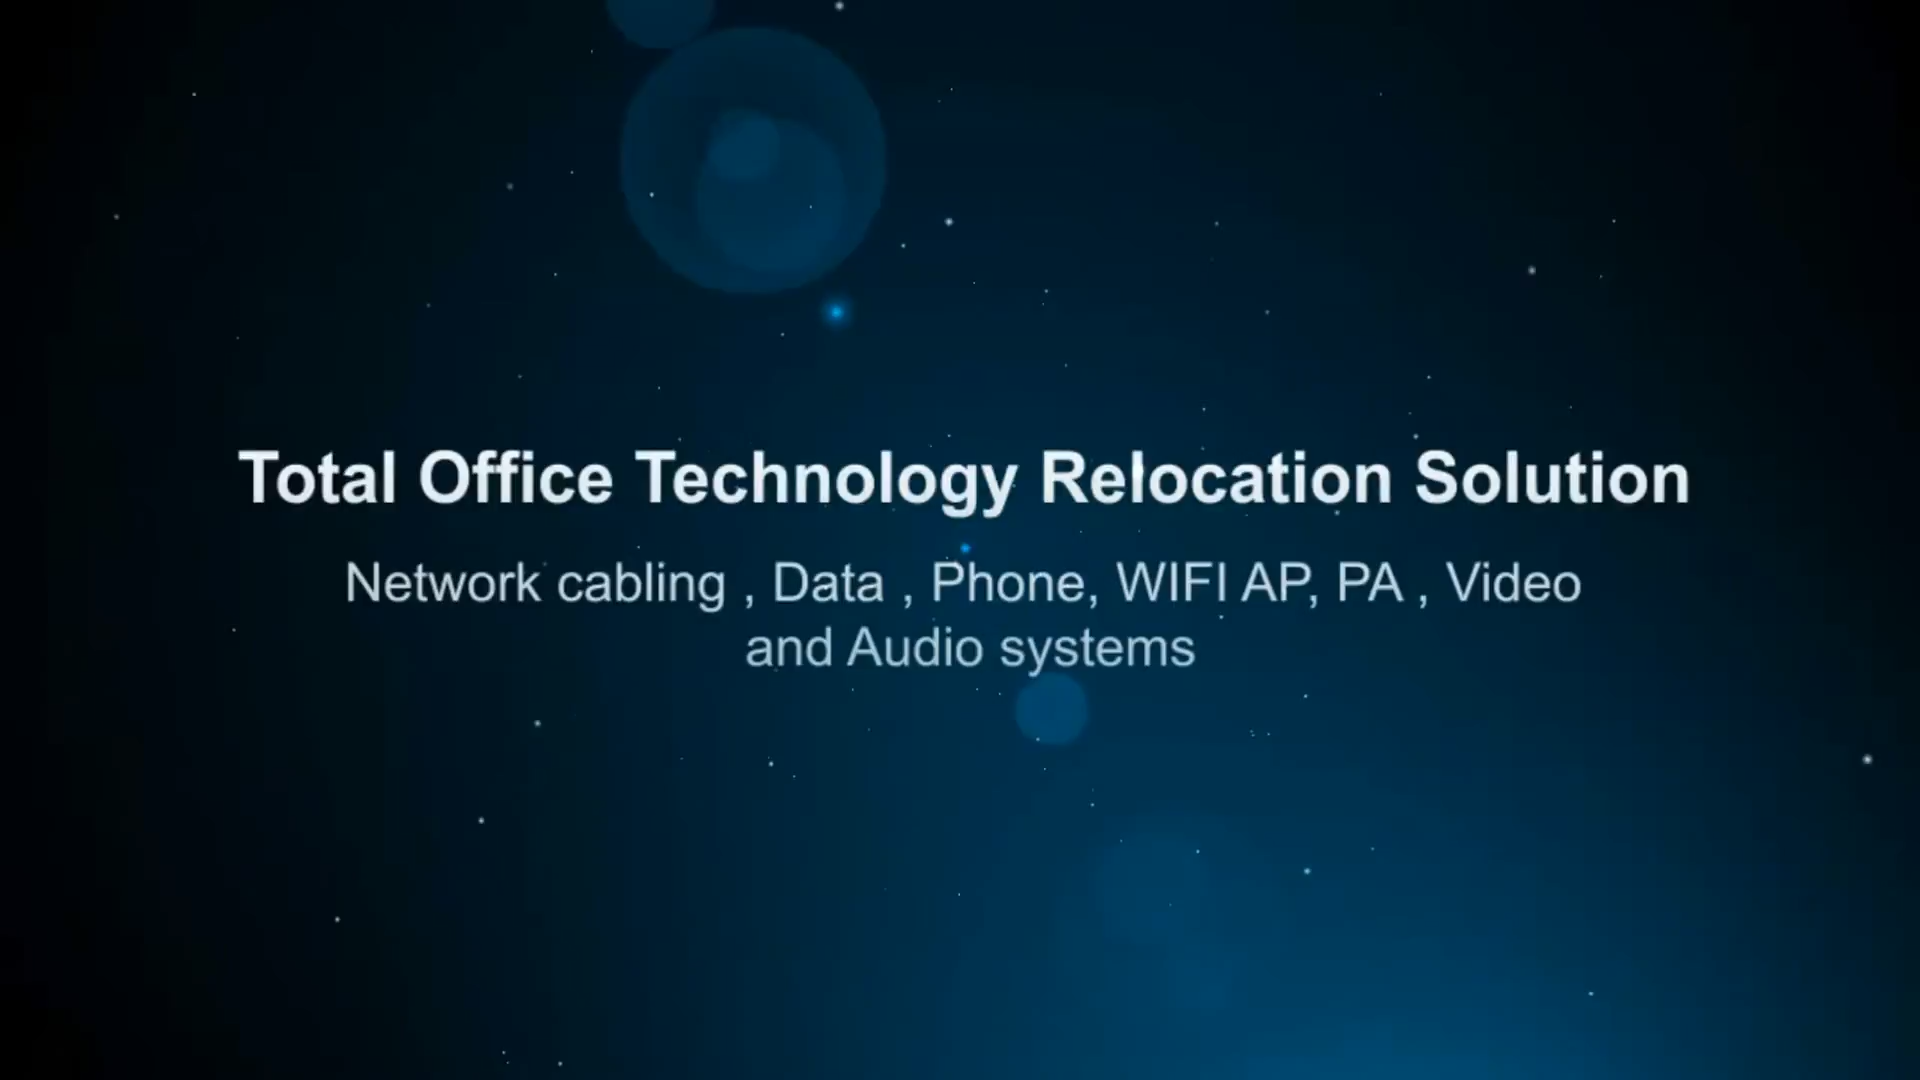 Total Office Technology Relocation Solution
Network cabling , Data , Phone, WIFI AP, PA , Video
and Audio systems